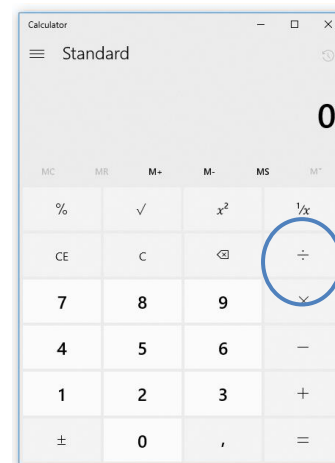 Calculator
Standard
0
MC MR M+ M- MS M˅
% √ x² ¹/x
CE C ÷
7 8 9 ×
4 5 6 −
1 2 3 +
± 0 , =